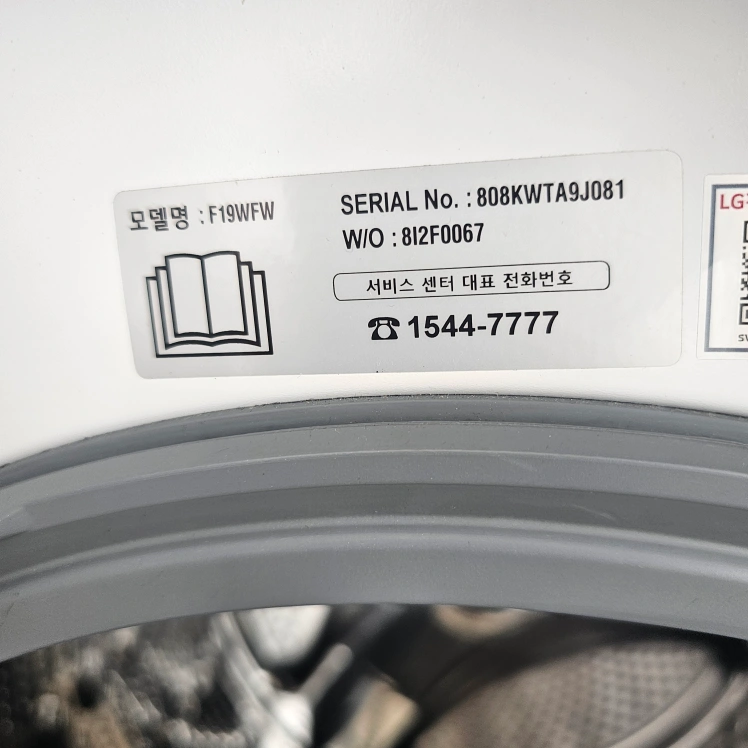 모델명 : F19WFW
SERIAL No. : 808KWTA9J081
W/O : 8I2F0067
서비스 센터 대표 전화번호
☎ 1544-7777
LG